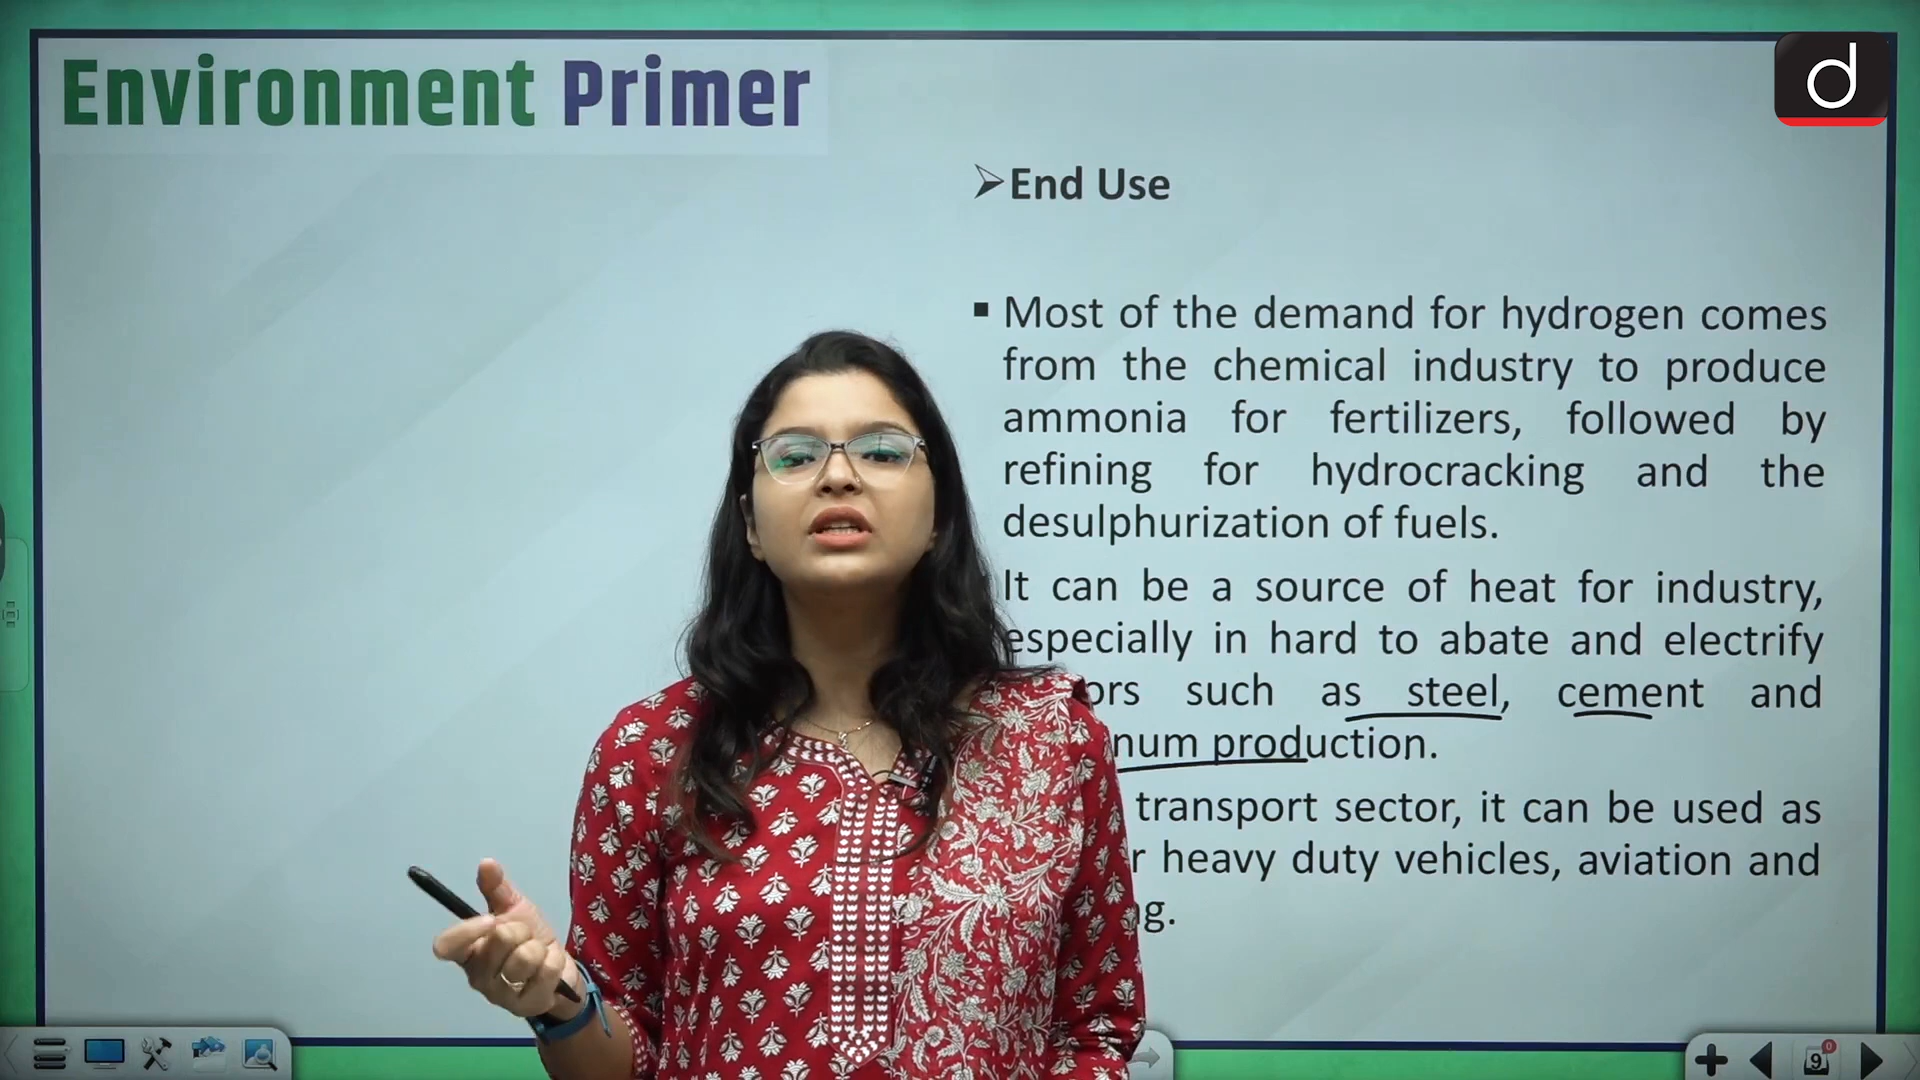 Environment Primer
d
➢ End Use
▪ Most of the demand for hydrogen comes
from the chemical industry to produce
ammonia for fertilizers, followed by
refining for hydrocracking and the
desulphurization of fuels.
It can be a source of heat for industry,
especially in hard to abate and electrify
such as steel, cement and
production.
transport sector, it can be used as
heavy duty vehicles, aviation and
9
0